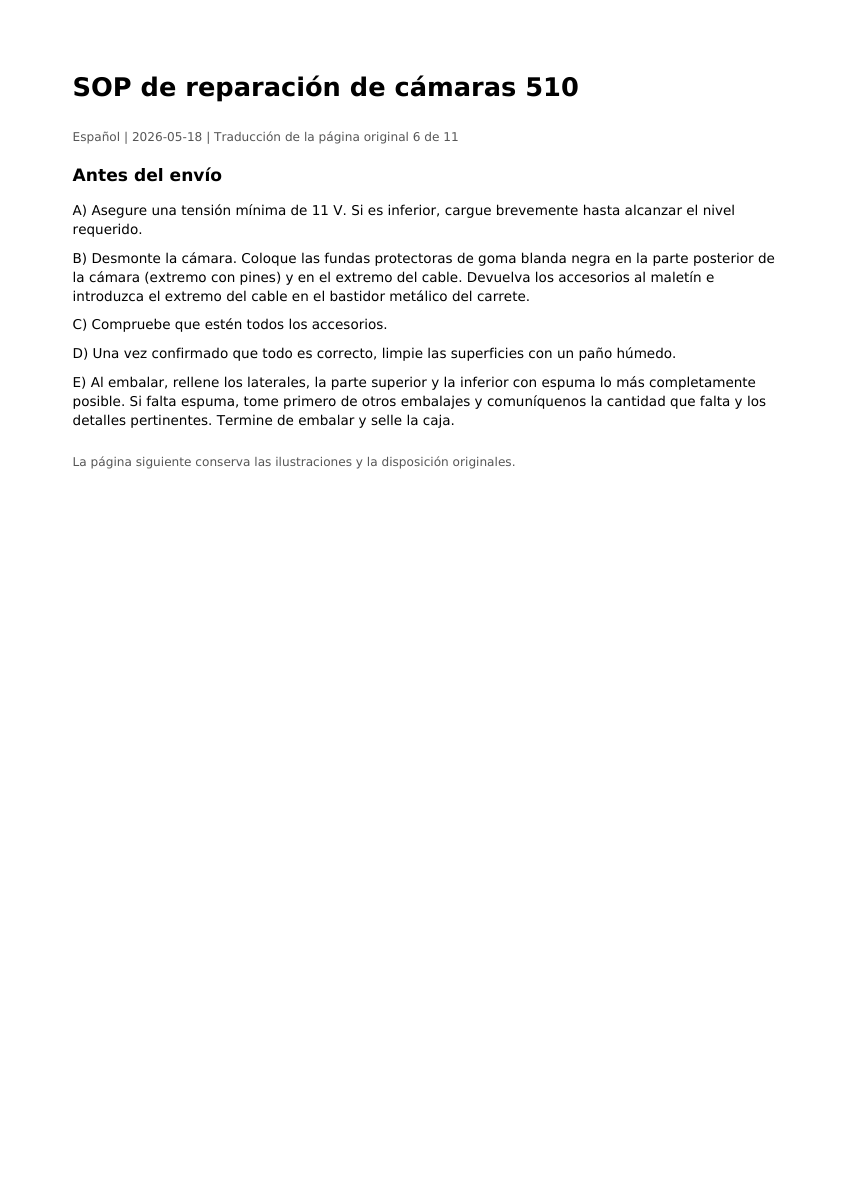 SOP de reparación de cámaras 510
Español | 2026-05-18 | Traducción de la página original 6 de 11
Antes del envío
A) Asegure una tensión mínima de 11 V. Si es inferior, cargue brevemente hasta alcanzar el nivel
requerido.
B) Desmonte la cámara. Coloque las fundas protectoras de goma blanda negra en la parte posterior de
la cámara (extremo con pines) y en el extremo del cable. Devuelva los accesorios al maletín e
introduzca el extremo del cable en el bastidor metálico del carrete.
C) Compruebe que estén todos los accesorios.
D) Una vez confirmado que todo es correcto, limpie las superficies con un paño húmedo.
E) Al embalar, rellene los laterales, la parte superior y la inferior con espuma lo más completamente
posible. Si falta espuma, tome primero de otros embalajes y comuníquenos la cantidad que falta y los
detalles pertinentes. Termine de embalar y selle la caja.
La página siguiente conserva las ilustraciones y la disposición originales.